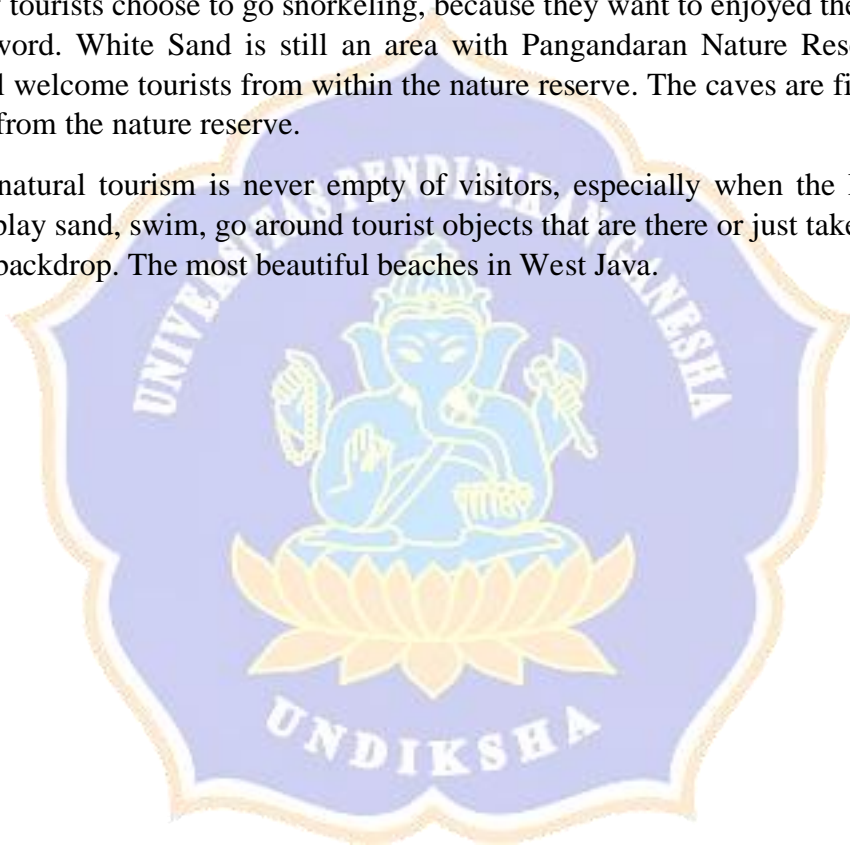 tourists choose to go snorkeling, because they want to enjoyed the
word. White Sand is still an area with Pangandaran Nature Res
welcome tourists from within the nature reserve. The caves are fi
from the nature reserve.
natural tourism is never empty of visitors, especially when the
play sand, swim, go around tourist objects that are there or just take
backdrop. The most beautiful beaches in West Java.
UNIVERSITAS PENDIDIKAN GANESHA
UNDIKSHA